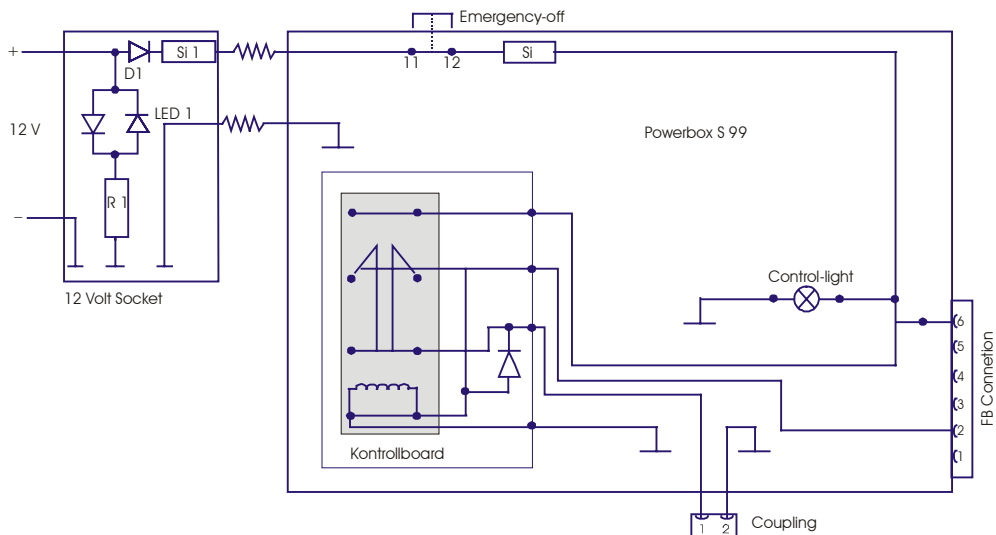 Emergency-off
+
Si 1
D1
11
12
Si
LED 1
12 V
Powerbox S 99
R 1
−
12 Volt Socket
Control-light
6
5
4
3
2
1
FB Connetion
Kontrollboard
1
2
Coupling